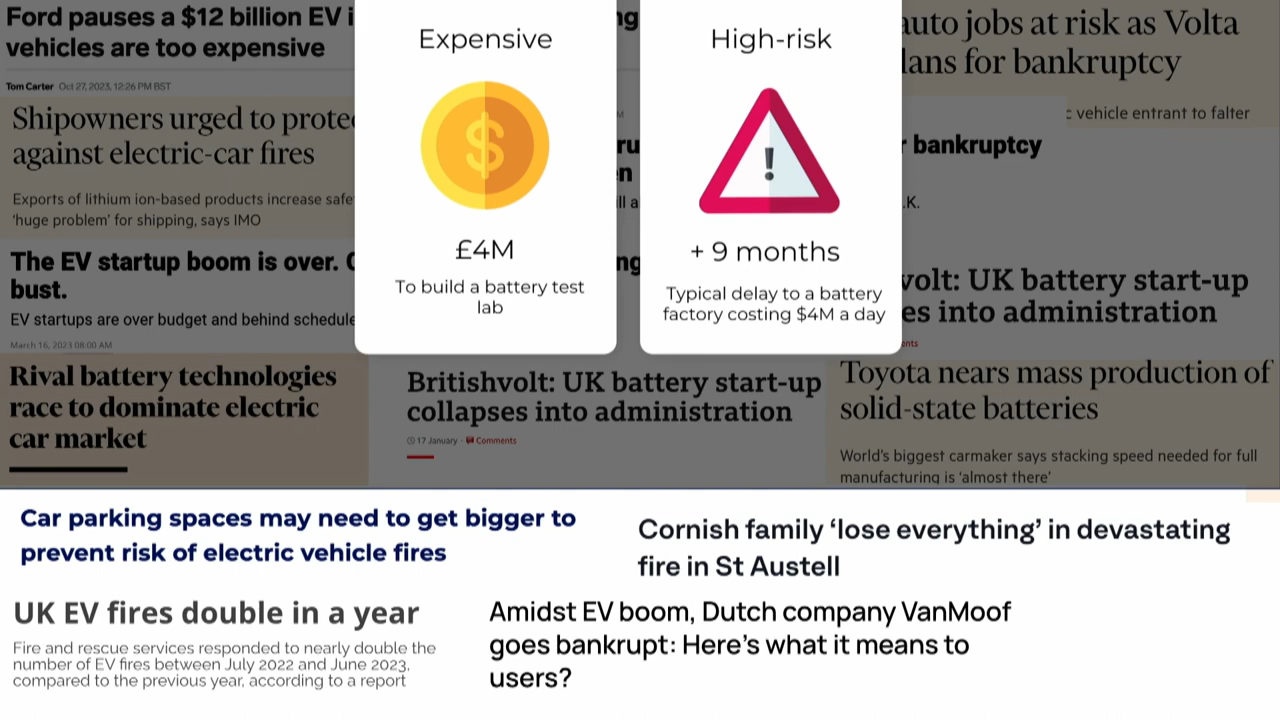 Ford pauses a $12 billion EV i
vehicles are too expensive
Tom Carter Oct 27, 2023, 12:26 PM BST
Shipowners urged to prote
against electric-car fires
Exports of lithium ion-based products increase safe
'huge problem' for shipping, says IMO
The EV startup boom is over.
bust.
EV startups are over budget and behind schedule
March 16, 2023 08:00 AM
Rival battery technologies
race to dominate electric
car market
Expensive
$
£4M
To build a battery test
lab
ng
M
ru
n
ll a
ng
High-risk
!
+ 9 months
Typical delay to a battery
factory costing $4M a day
auto jobs at risk as Volta
lans for bankruptcy
c vehicle entrant to falter
r bankruptcy
.K.
volt: UK battery start-up
es into administration
ents
Britishvolt: UK battery start-up
collapses into administration
17 January · Comments
Toyota nears mass production of
solid-state batteries
World's biggest carmaker says stacking speed needed for full
manufacturing is 'almost there'
Car parking spaces may need to get bigger to
prevent risk of electric vehicle fires
Cornish family ‘lose everything’ in devastating
fire in St Austell
UK EV fires double in a year
Fire and rescue services responded to nearly double the
number of EV fires between July 2022 and June 2023,
compared to the previous year, according to a report
Amidst EV boom, Dutch company VanMoof
goes bankrupt: Here’s what it means to
users?